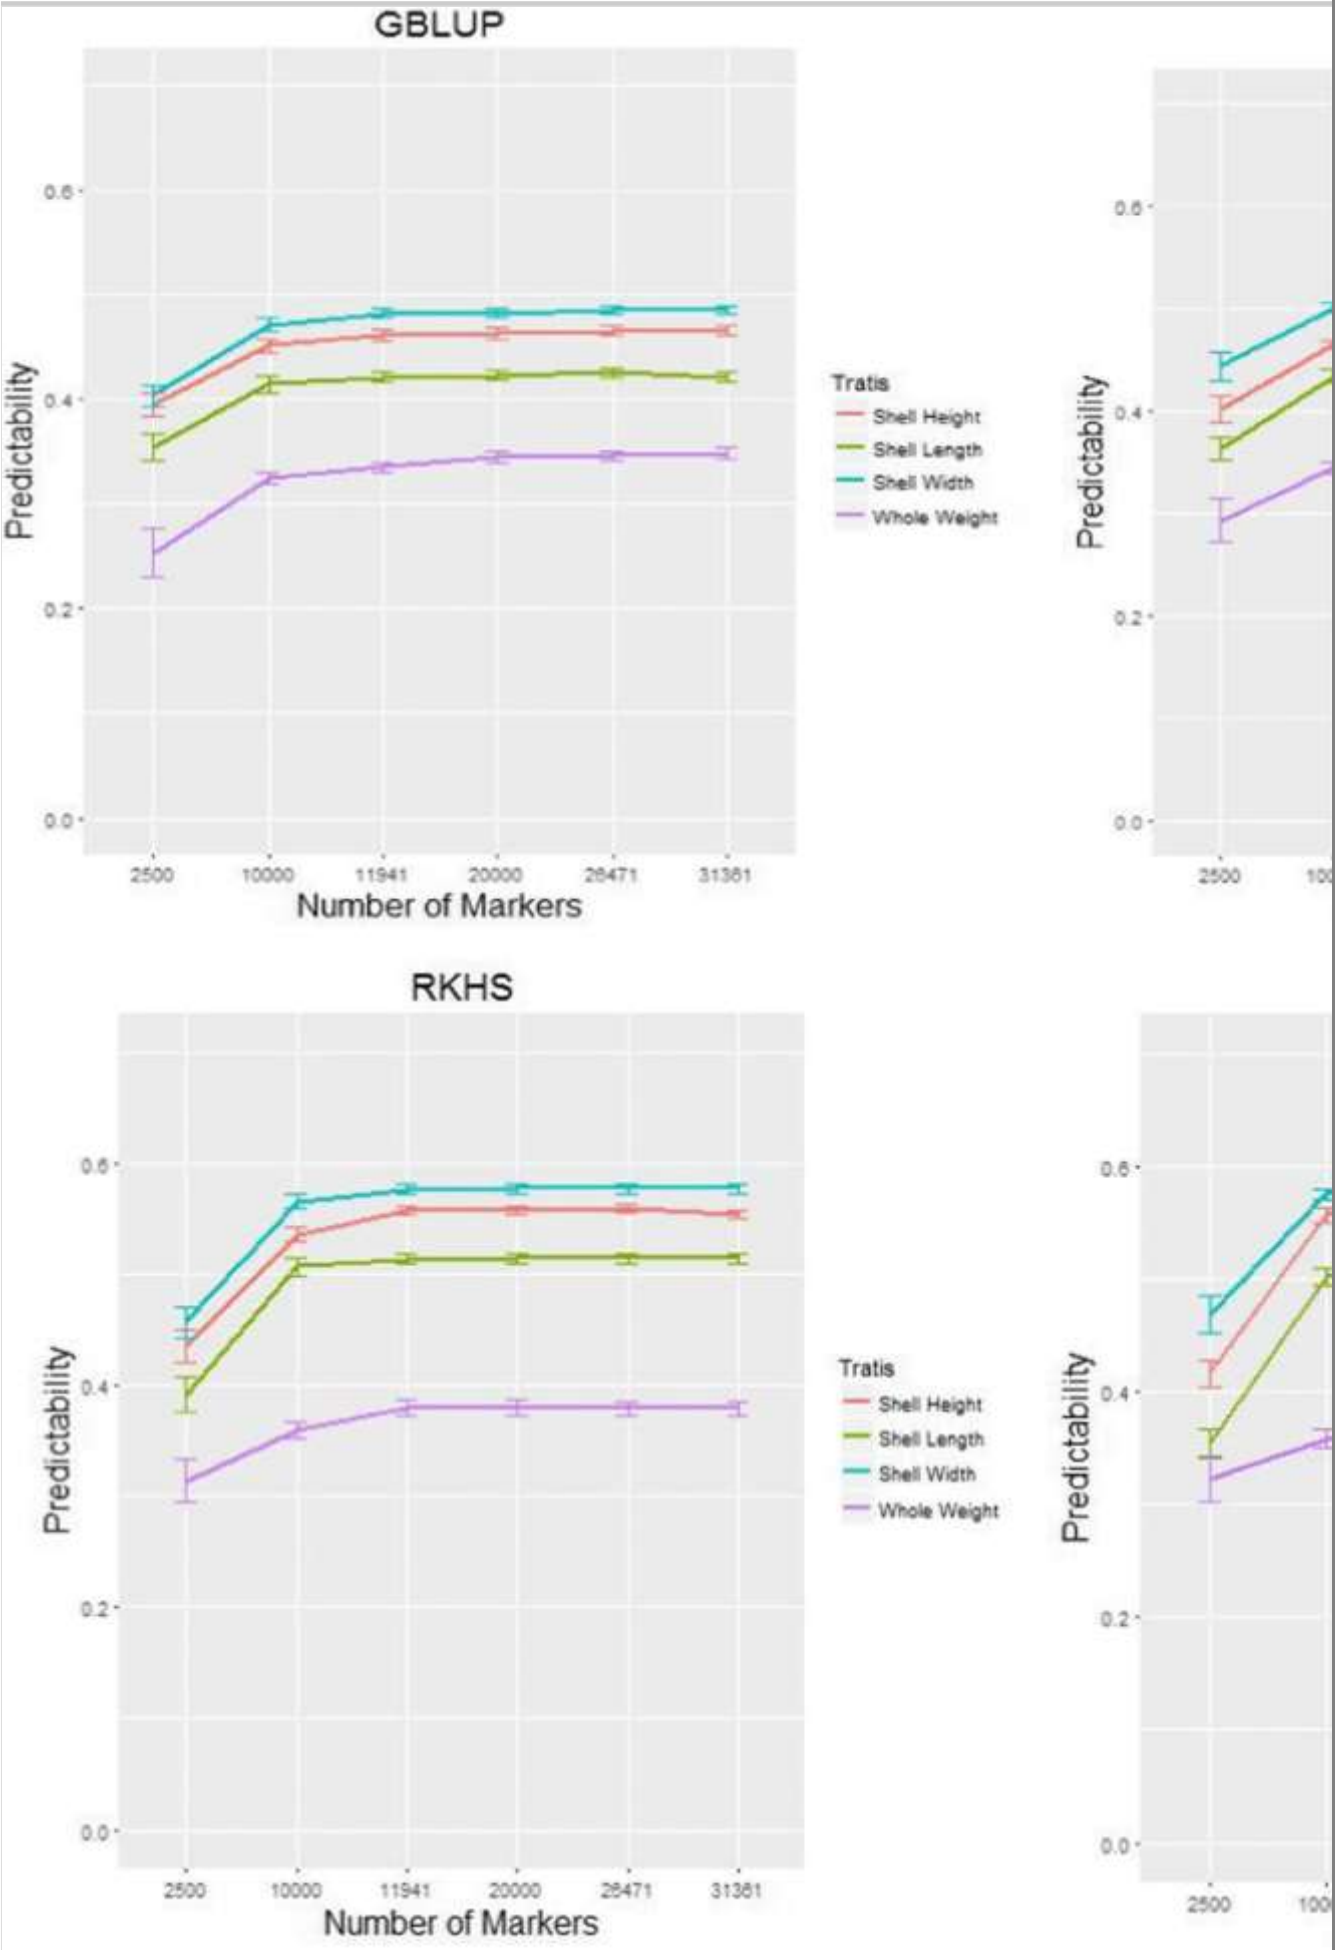 GBLUP
Predictability
0.6
0.4
0.2
0.0
2500 10000 11941 20000 26471 31361
Number of Markers
Tratis
Shell Height
Shell Length
Shell Width
Whole Weight
Predictability
0.6
0.4
0.2
0.0
2500 100
RKHS
Predictability
0.6
0.4
0.2
0.0
2500 10000 11941 20000 26471 31361
Number of Markers
Tratis
Shell Height
Shell Length
Shell Width
Whole Weight
Predictability
0.6
0.4
0.2
0.0
2500 100